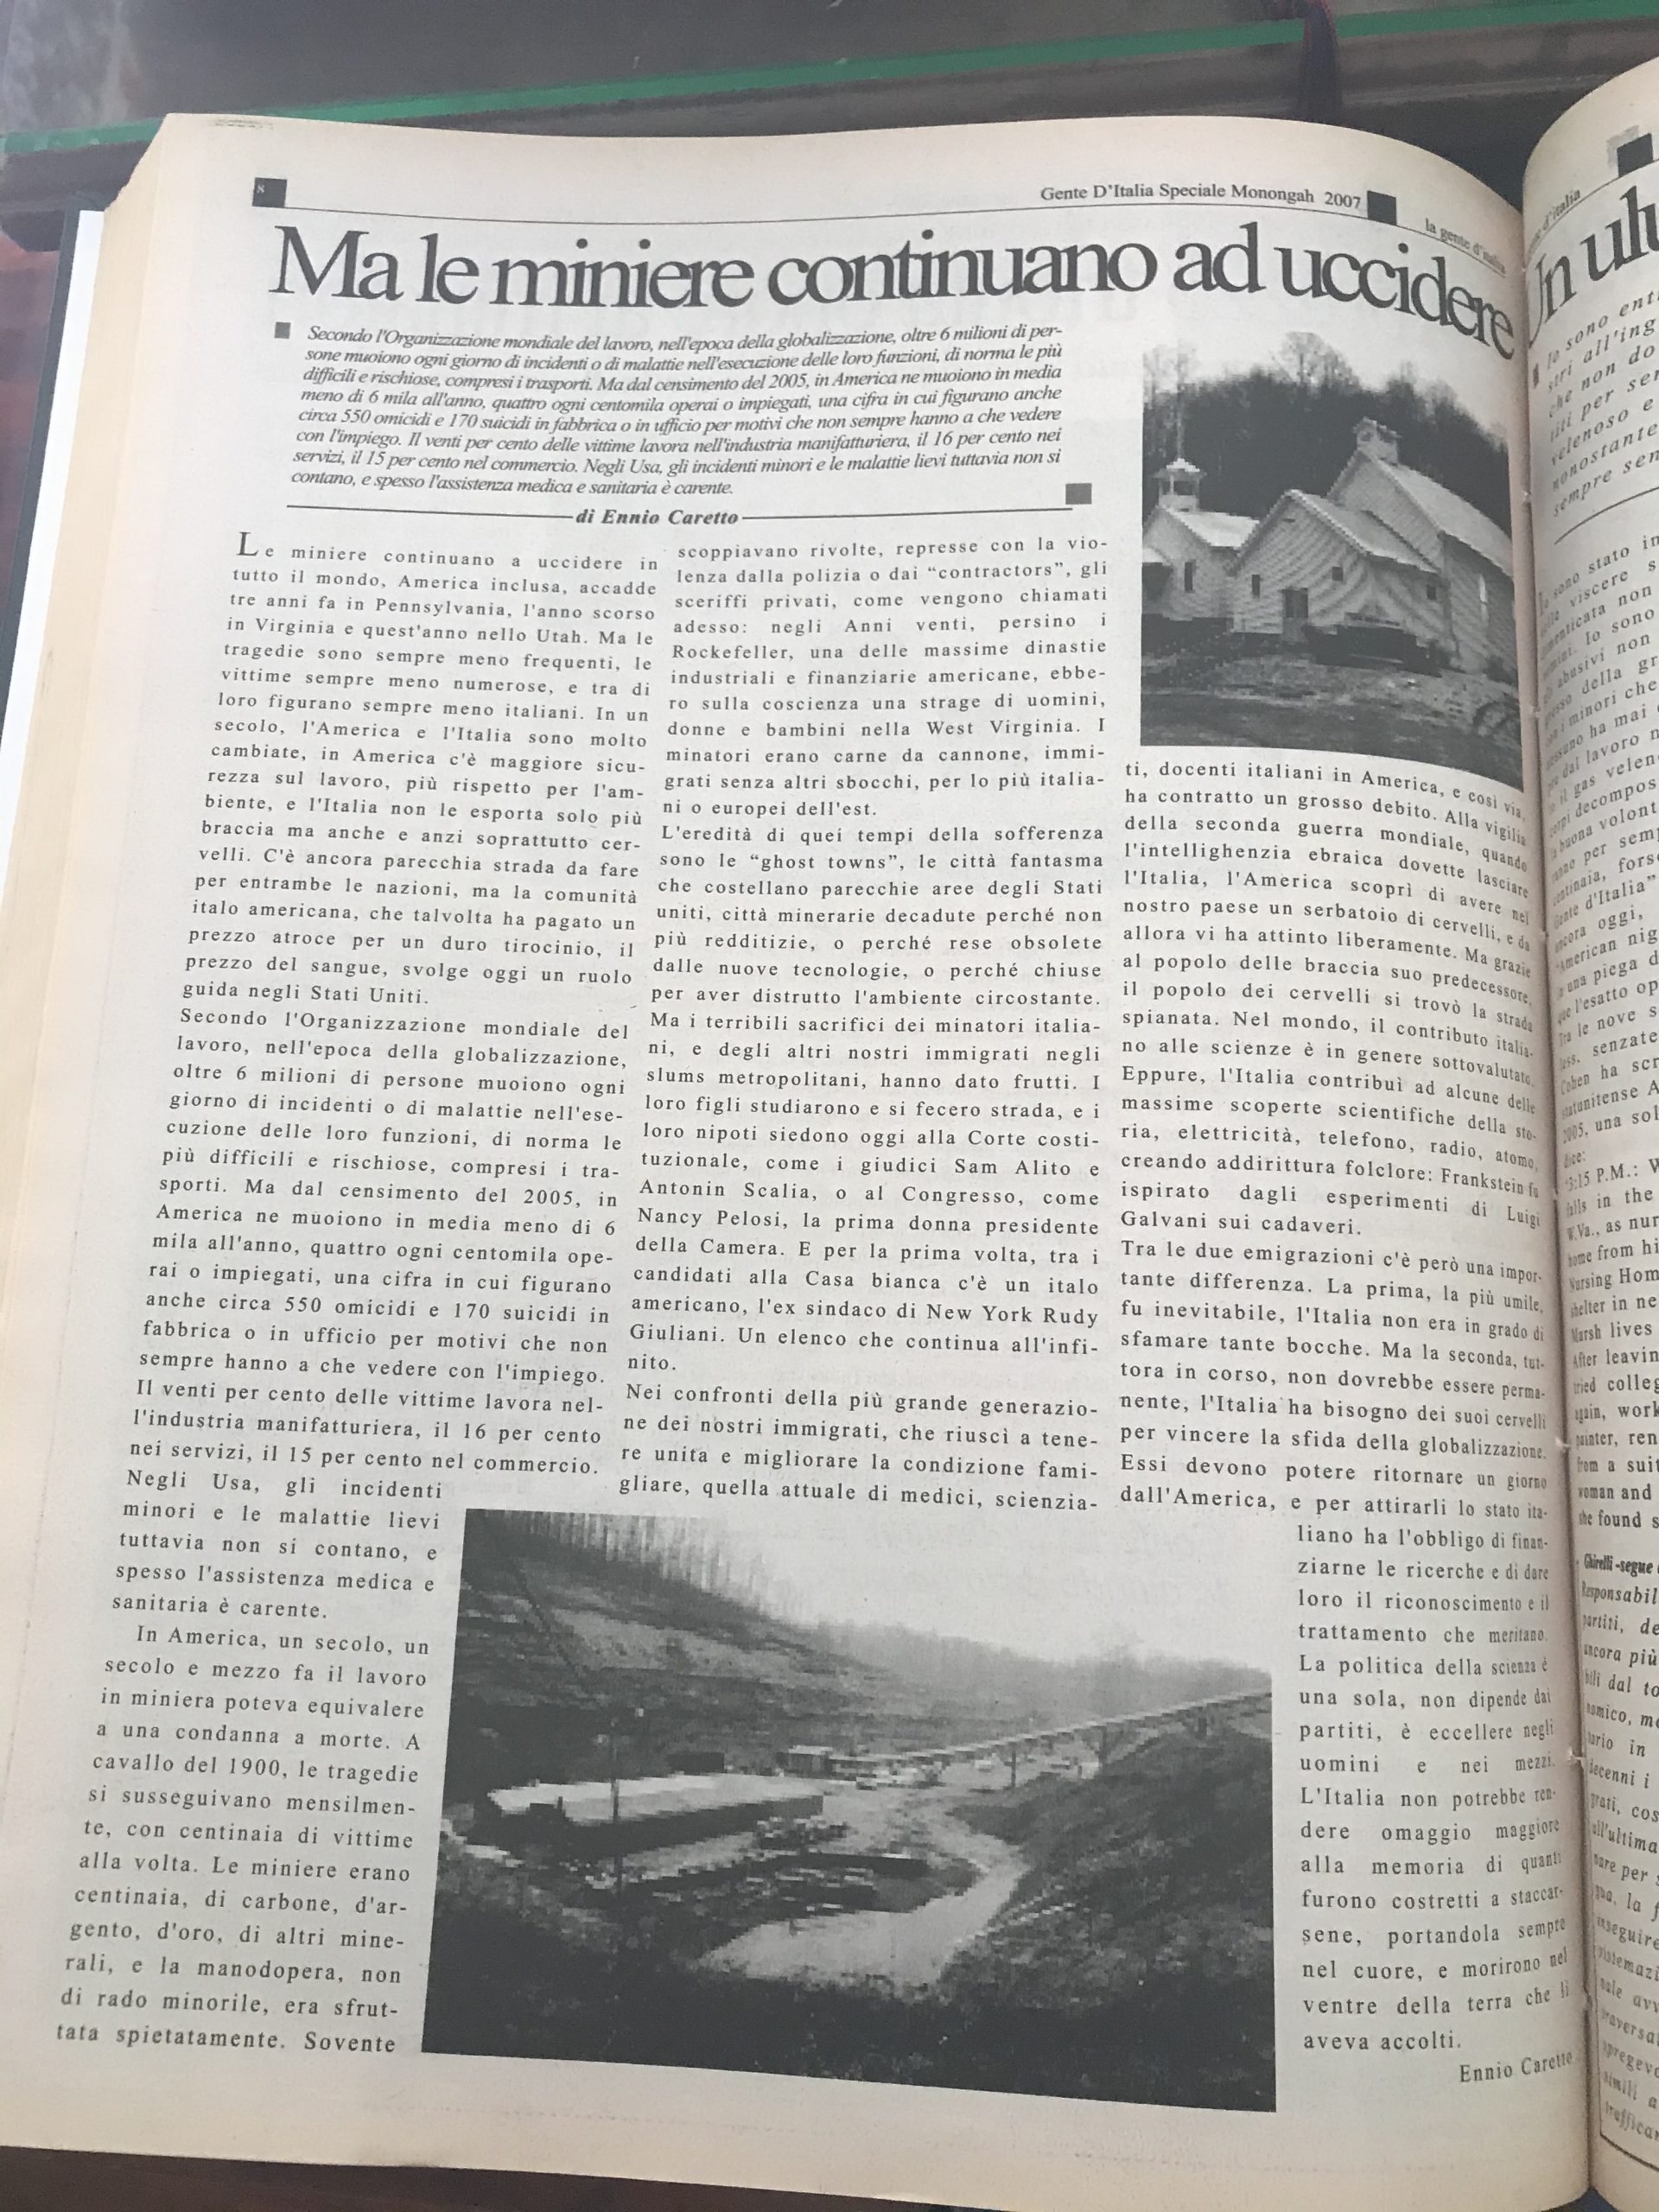 8
Gente D'Italia Speciale Monongah 2007
la gente d'italia
Ma le miniere continuano ad uccidere
Secondo l'Organizzazione mondiale del lavoro, nell'epoca della globalizzazione, oltre 6 milioni di per-
sone muoiono ogni giorno di incidenti o di malattie nell'esecuzione delle loro funzioni, di norma le più
difficili e rischiose, compresi i trasporti. Ma dal censimento del 2005, in America ne muoiono in media
meno di 6 mila all'anno, quattro ogni centomila operai o impiegati, una cifra in cui figurano anche
circa 550 omicidi e 170 suicidi in fabbrica o in ufficio per motivi che non sempre hanno a che vedere
con l'impiego. Il venti per cento delle vittime lavora nell'industria manifatturiera, il 16 per cento nei
servizi, il 15 per cento nel commercio. Negli Usa, gli incidenti minori e le malattie lievi tuttavia non si
contano, e spesso l'assistenza medica e sanitaria è carente.
di Ennio Caretto
Le miniere continuano a uccidere in
tutto il mondo, America inclusa, accadde
tre anni fa in Pennsylvania, l'anno scorso
in Virginia e quest'anno nello Utah. Ma le
tragedie sono sempre meno frequenti, le
vittime sempre meno numerose, e tra di
loro figurano sempre meno italiani. In un
secolo, l'America e l'Italia sono molto
cambiate, in America c'è maggiore sicu-
rezza sul lavoro, più rispetto per l'am-
biente, e l'Italia non le esporta solo più
braccia ma anche e anzi soprattutto cer-
velli. C'è ancora parecchia strada da fare
per entrambe le nazioni, ma la comunità
italo americana, che talvolta ha pagato un
prezzo atroce per un duro tirocinio, il
prezzo del sangue, svolge oggi un ruolo
guida negli Stati Uniti.
Secondo l'Organizzazione mondiale del
lavoro, nell'epoca della globalizzazione,
oltre 6 milioni di persone muoiono ogni
giorno di incidenti o di malattie nell'ese-
cuzione delle loro funzioni, di norma le
più difficili e rischiose, compresi i tra-
sporti. Ma dal censimento del 2005, in
America ne muoiono in media meno di 6
mila all'anno, quattro ogni centomila ope-
rai o impiegati, una cifra in cui figurano
anche circa 550 omicidi e 170 suicidi in
fabbrica o in ufficio per motivi che non
sempre hanno a che vedere con l'impiego.
Il venti per cento delle vittime lavora nel-
l'industria manifatturiera, il 16 per cento
nei servizi, il 15 per cento nel commercio.
Negli Usa, gli incidenti
minori e le malattie lievi
tuttavia non si contano, e
spesso l'assistenza medica e
sanitaria è carente.
In America, un secolo, un
secolo e mezzo fa il lavoro
in miniera poteva equivalere
a una condanna a morte. A
cavallo del 1900, le tragedie
si susseguivano mensilmen-
te, con centinaia di vittime
alla volta. Le miniere erano
centinaia, di carbone, d'ar-
gento, d'oro, di altri mine-
rali, e la manodopera, non
di rado minorile, era sfrut-
tata spietatamente. Sovente
scoppiavano rivolte, represse con la vio-
lenza dalla polizia o dai “contractors”, gli
sceriffi privati, come vengono chiamati
adesso: negli Anni venti, persino i
Rockefeller, una delle massime dinastie
industriali e finanziarie americane, ebbe-
ro sulla coscienza una strage di uomini,
donne e bambini nella West Virginia. I
minatori erano carne da cannone, immi-
grati senza altri sbocchi, per lo più italia-
ni o europei dell'est.
L'eredità di quei tempi della sofferenza
sono le “ghost towns”, le città fantasma
che costellano parecchie aree degli Stati
uniti, città minerarie decadute perché non
più redditizie, o perché rese obsolete
dalle nuove tecnologie, o perché chiuse
per aver distrutto l'ambiente circostante.
Ma i terribili sacrifici dei minatori italia-
ni, e degli altri nostri immigrati negli
slums metropolitani, hanno dato frutti. I
loro figli studiarono e si fecero strada, e i
loro nipoti siedono oggi alla Corte costi-
tuzionale, come i giudici Sam Alito e
Antonin Scalia, o al Congresso, come
Nancy Pelosi, la prima donna presidente
della Camera. E per la prima volta, tra i
candidati alla Casa bianca c'è un italo
americano, l'ex sindaco di New York Rudy
Giuliani. Un elenco che continua all'infi-
nito.
Nei confronti della più grande generazio-
ne dei nostri immigrati, che riuscì a tene-
re unita e migliorare la condizione fami-
gliare, quella attuale di medici, scienzia-
ti, docenti italiani in America, e così via,
ha contratto un grosso debito. Alla vigilia
della seconda guerra mondiale, quando
l'intellighenzia ebraica dovette lasciare
l'Italia, l'America scoprì di avere nel
nostro paese un serbatoio di cervelli, e da
allora vi ha attinto liberamente. Ma grazie
al popolo delle braccia suo predecessore,
il popolo dei cervelli si trovò la strada
spianata. Nel mondo, il contributo italia-
no alle scienze è in genere sottovalutato.
Eppure, l'Italia contribuì ad alcune delle
massime scoperte scientifiche della sto-
ria, elettricità, telefono, radio, atomo,
creando addirittura folclore: Frankstein fu
ispirato dagli esperimenti di Luigi
Galvani sui cadaveri.
Tra le due emigrazioni c'è però una impor-
tante differenza. La prima, la più umile,
fu inevitabile, l'Italia non era in grado di
sfamare tante bocche. Ma la seconda, tut-
tora in corso, non dovrebbe essere perma-
nente, l'Italia ha bisogno dei suoi cervelli
per vincere la sfida della globalizzazione.
Essi devono potere ritornare un giorno
dall'America, e per attirarli lo stato ita-
liano ha l'obbligo di finan-
ziarne le ricerche e di dare
loro il riconoscimento e il
trattamento che meritano.
La politica della scienza è
una sola, non dipende dai
partiti, è eccellere negli
uomini e nei mezzi.
L'Italia non potrebbe ren-
dere omaggio maggiore
alla memoria di quanti
furono costretti a staccar-
sene, portandola sempre
nel cuore, e morirono nel
ventre della terra che li
aveva accolti.
Ennio Caretto